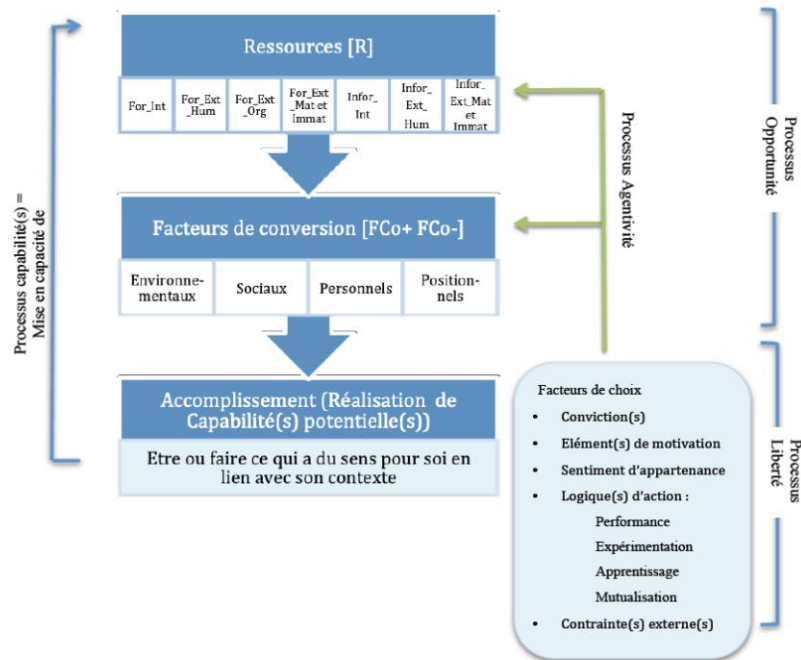 Ressources [R]
For_Int
For_Ext
_Hum
For_Ext
_Org
For_Ext
_Mat et
Immat
Infor_
Int
Infor_
Ext_
Hum
Infor_
Ext_Mat
et
Immat
Facteurs de conversion [FCo+ FCo-]
Environne-
mentaux
Sociaux
Personnels
Position-
nels
Accomplissement (Réalisation de
Capabilité(s) potentielle(s))
Etre ou faire ce qui a du sens pour soi en
lien avec son contexte
Processus capabilité(s) =
Mise en capacité de
Processus Agentivité
Processus
Opportunité
Processus
Liberté
Facteurs de choix
• Conviction(s)
• Elément(s) de motivation
• Sentiment d'appartenance
• Logique(s) d'action :
Performance
Expérimentation
Apprentissage
Mutualisation
• Contrainte(s) externe(s)